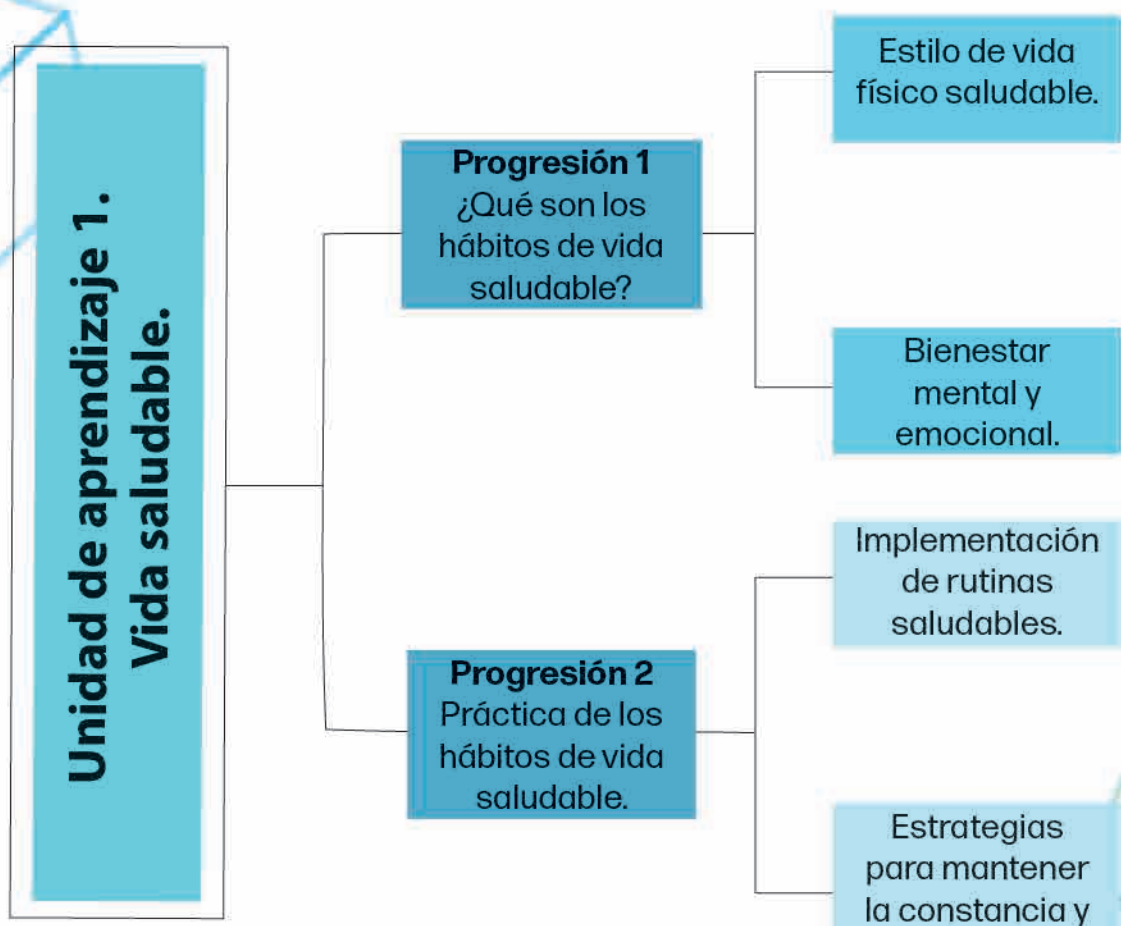 Unidad de aprendizaje 1.
Vida saludable.
Progresión 1
¿Qué son los
hábitos de vida
saludable?
Estilo de vida
físico saludable.
Bienestar
mental y
emocional.
Progresión 2
Práctica de los
hábitos de vida
saludable.
Implementación
de rutinas
saludables.
Estrategias
para mantener
la constancia y